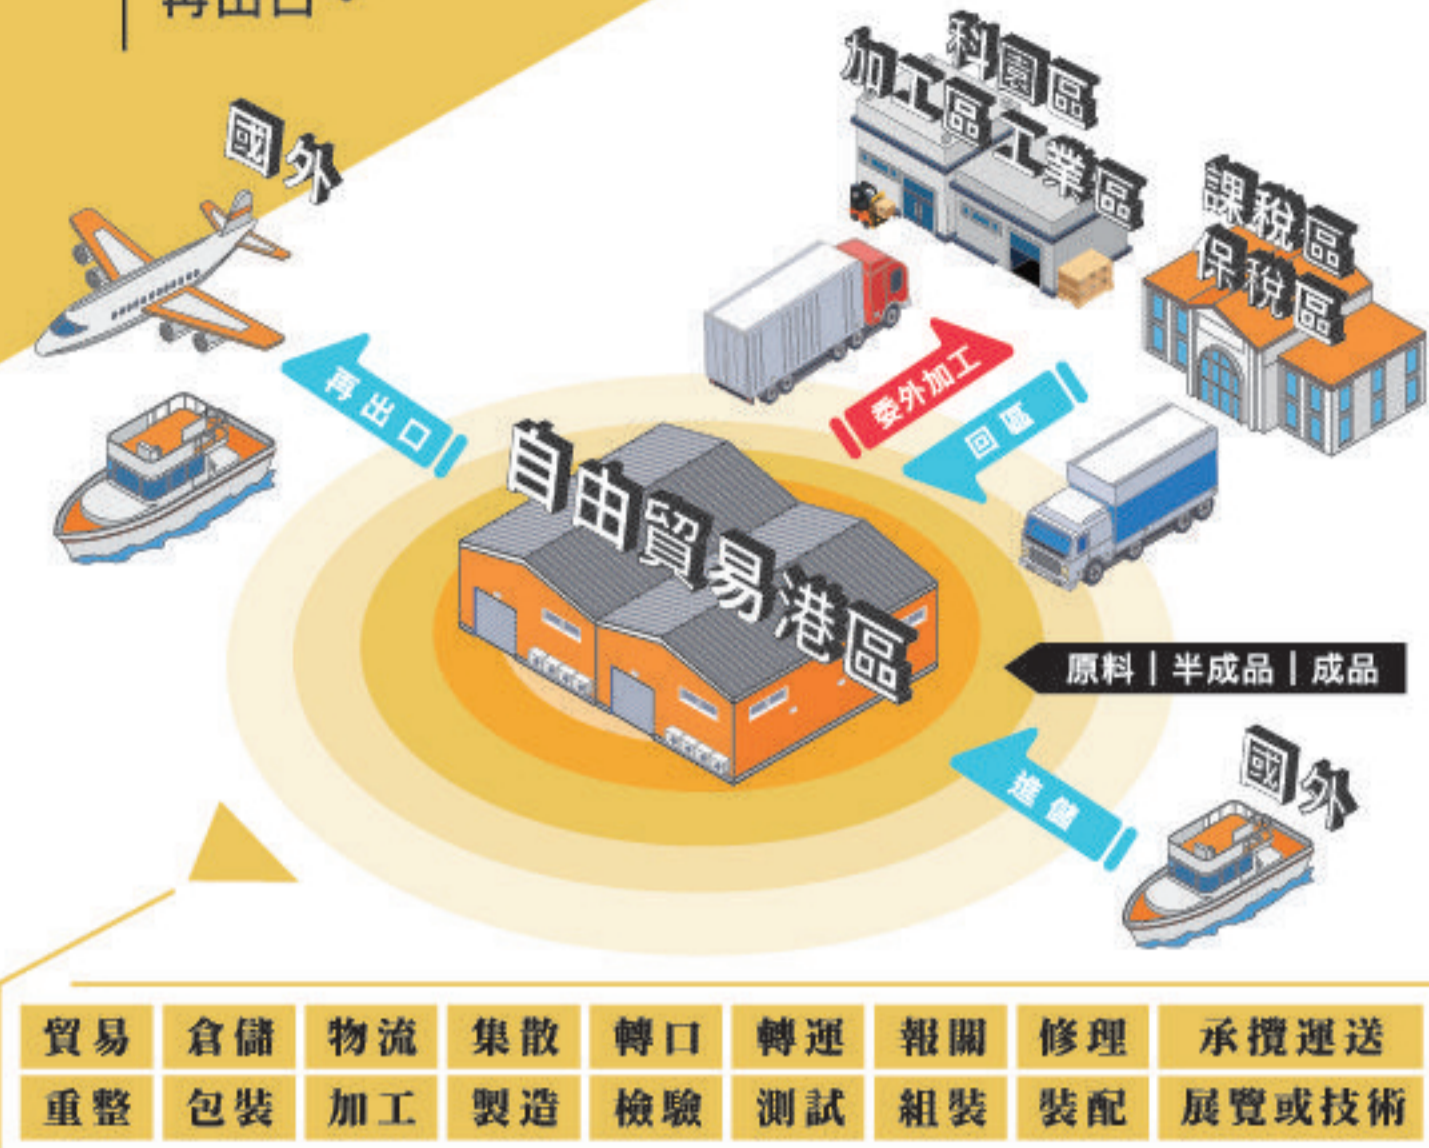 再出口。
國外
科園區
加工區 工業區
課稅區
保稅區
再出口
委外加工
回區
自由貿易港區
原料｜半成品｜成品
進儲
國外
貿易 倉儲 物流 集散 轉口 轉運 報關 修理 承攬運送
重整 包裝 加工 製造 檢驗 測試 組裝 裝配 展覽或技術